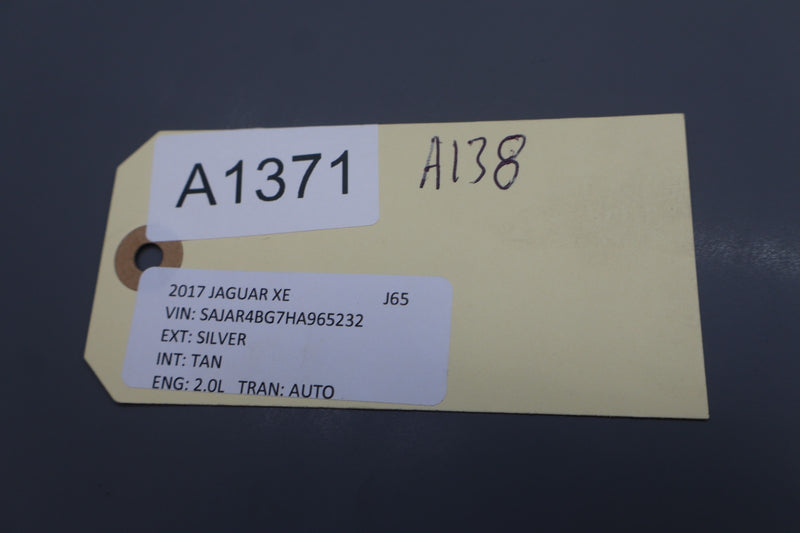 A1371
A138
2017 JAGUAR XE J65
VIN: SAJAR4BG7HA965232
EXT: SILVER
INT: TAN
ENG: 2.0L TRAN: AUTO